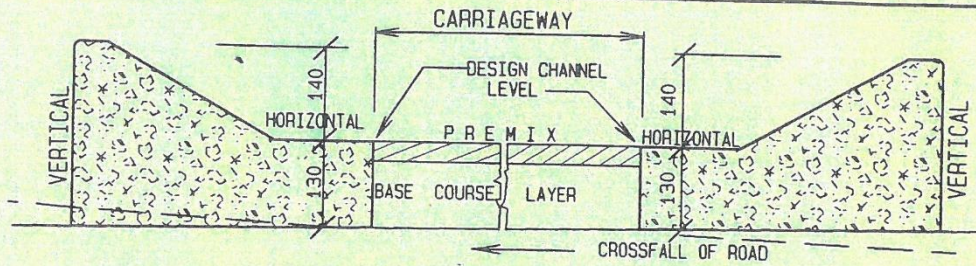 CARRIAGEWAY
DESIGN CHANNEL
LEVEL
140
140
VERTICAL
HORIZONTAL
PREMIX
HORIZONTAL
VERTICAL
130
BASE COURSE LAYER
130
CROSSFALL OF ROAD